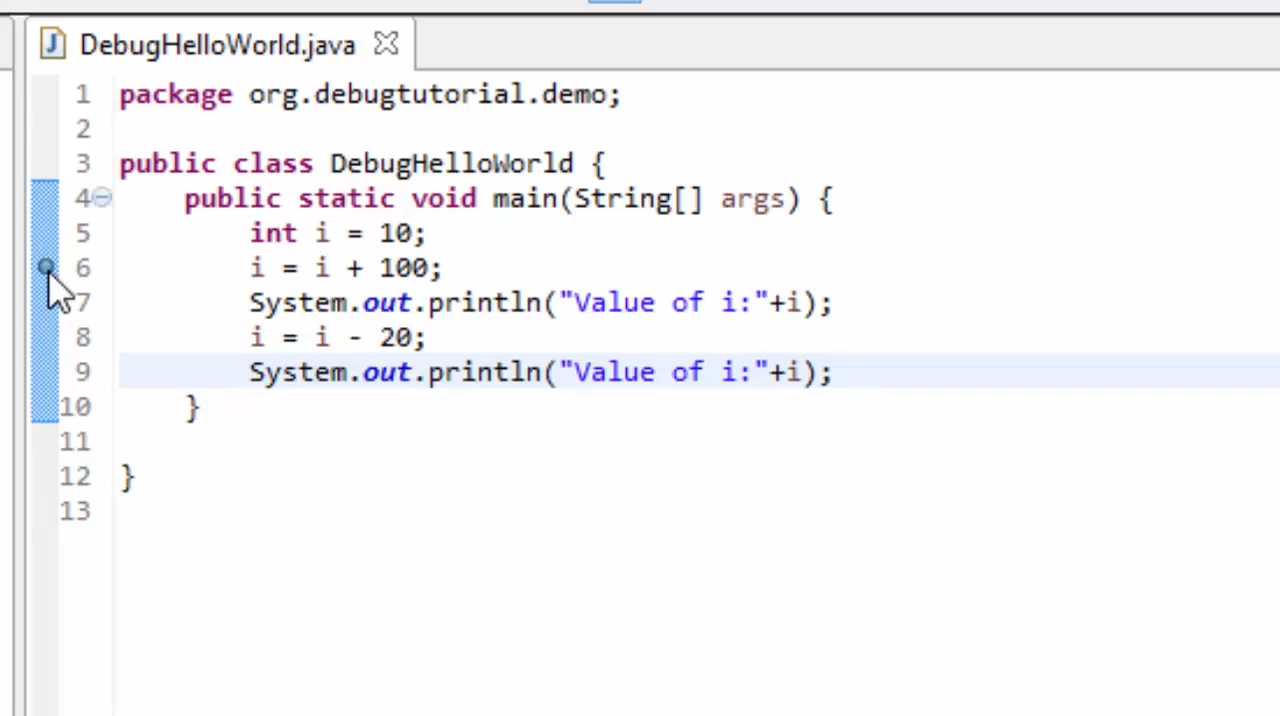 DebugHelloWorld.java
1 package org.debugtutorial.demo;
2
3 public class DebugHelloWorld {
4 public static void main(String[] args) {
5 int i = 10;
6 i = i + 100;
7 System.out.println("Value of i:"+i);
8 i = i - 20;
9 System.out.println("Value of i:"+i);
10 }
11
12 }
13